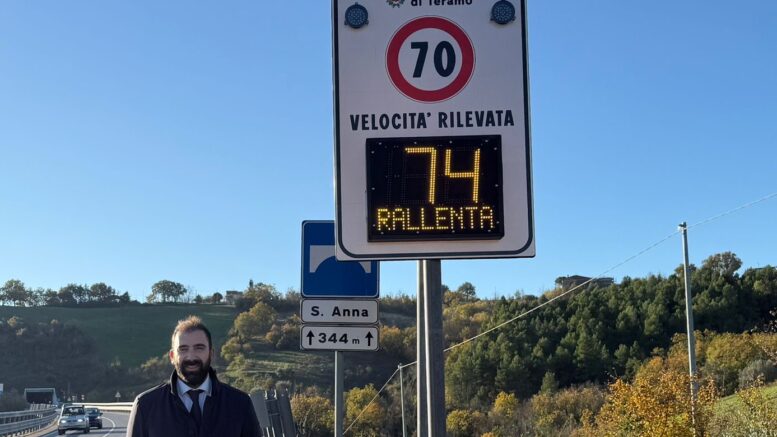 di Teramo
70
VELOCITA' RILEVATA
74
RALLENTA
S. Anna
344 m